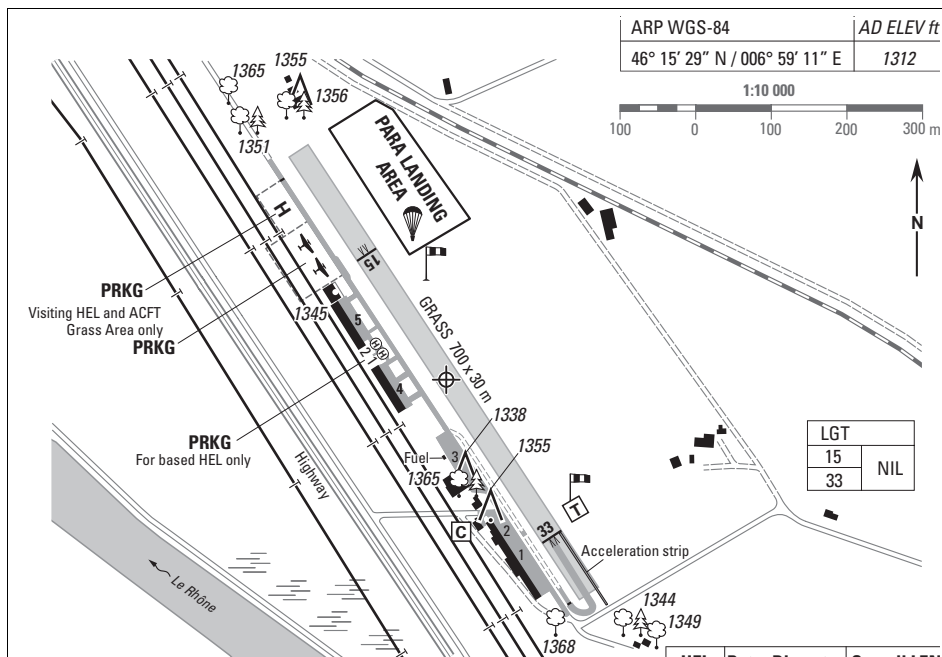 ARP WGS-84 AD ELEV ft
46° 15' 29" N / 006° 59' 11" E 1312
1:10 000
100 0 100 200 300 m
N
1365
1355
1356
1351
PARA LANDING
AREA
H
15
PRKG
Visiting HEL and ACFT
Grass Area only
PRKG
1345
5
H
H
2
1
4
GRASS 700 x 30 m
PRKG
For based HEL only
1338
1355
Fuel
3
1365
Highway
LGT
15
33
NIL
C
2
1
33
T
Acceleration strip
Le Rhône
1368
1344
1349